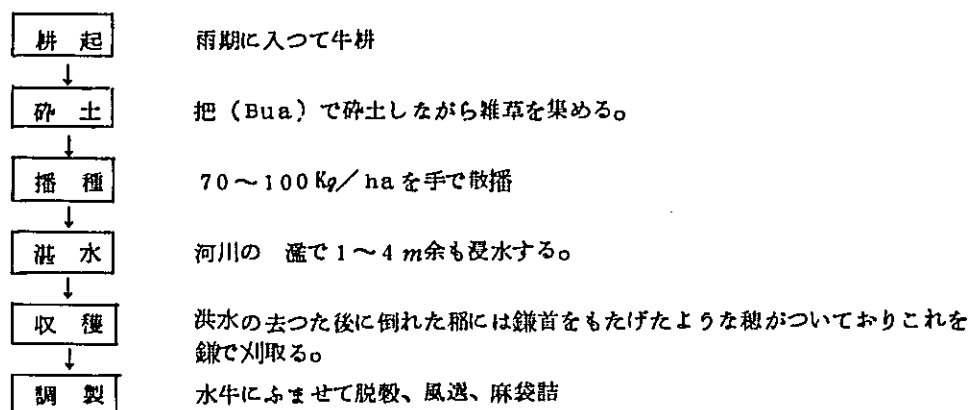 耕起 雨期に入つて牛耕
↓
砕土 把(Bua)で砕土しながら雑草を集める。
↓
播種 70~100Kg/haを手で散播
↓
洪水 河川の 濫で1~4m余も浸水する。
↓
収穫 洪水の去つた後に倒れた稲には鎌首をもたげたような穂がついておりこれを
鎌で刈取る。
↓
調製 水牛にふませて脱穀、風選、麻袋詰